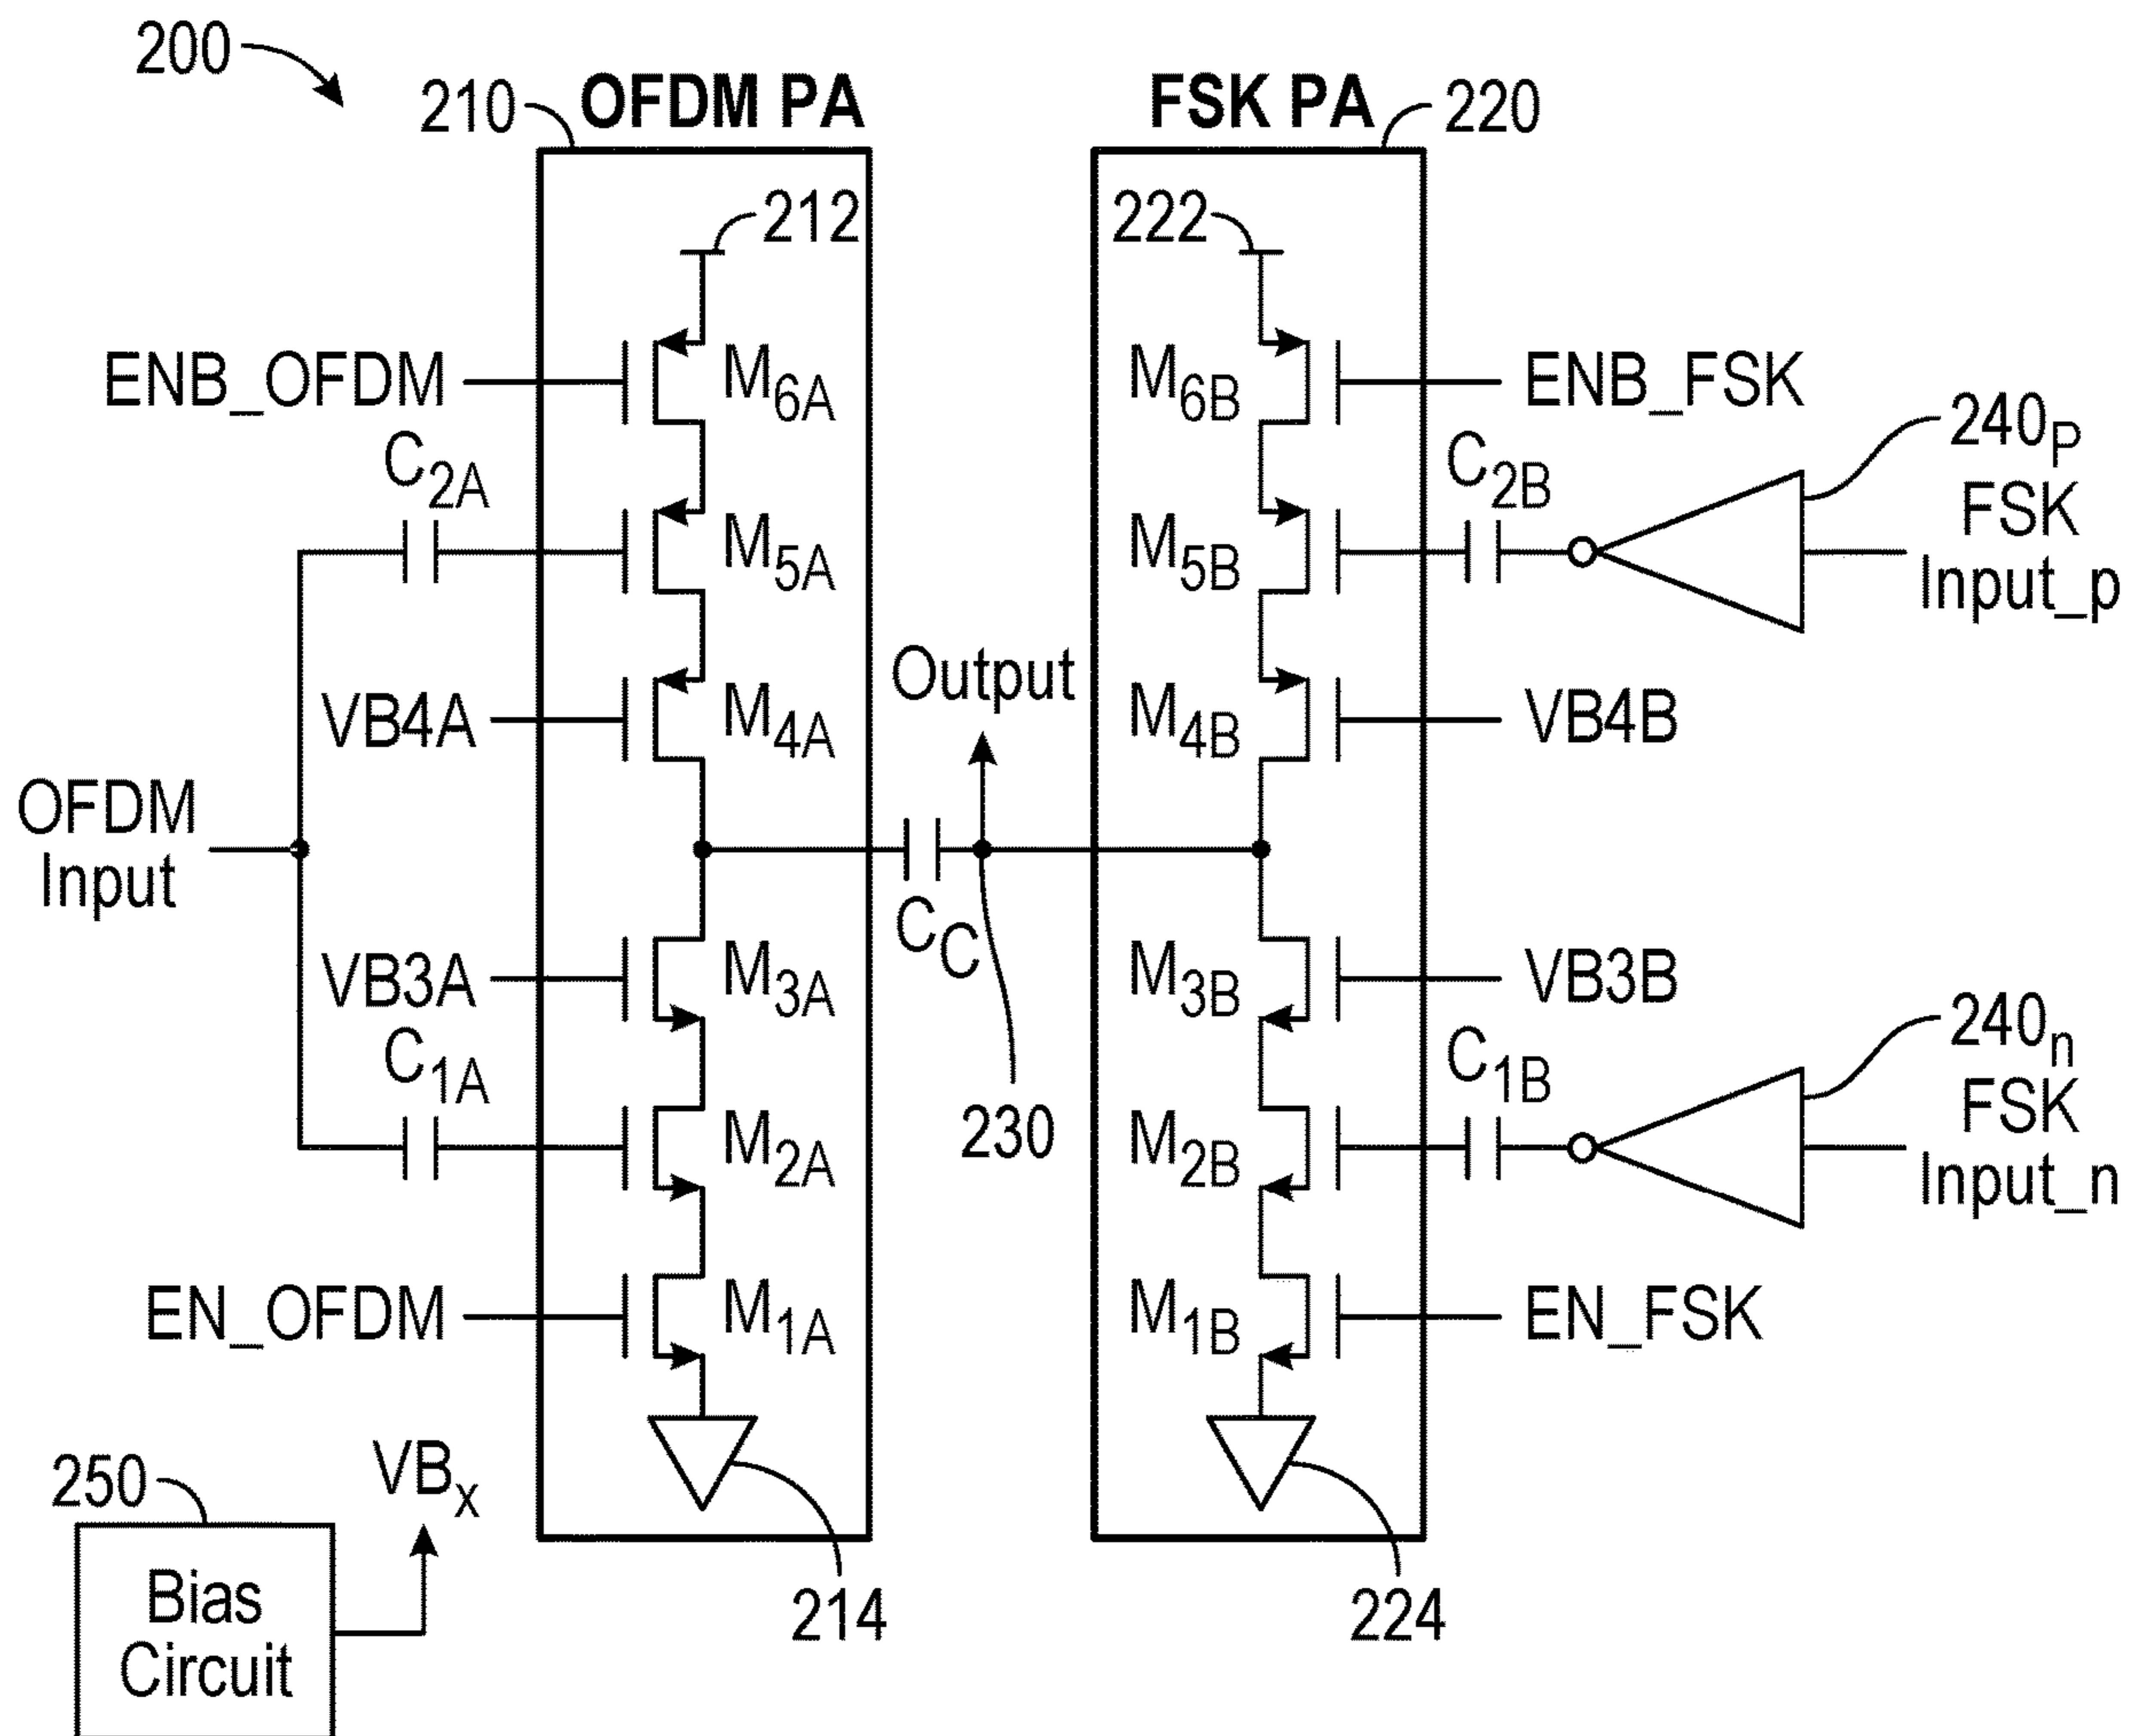 200
210
OFDM PA
FSK PA
220
212
222
ENB_OFDM
M6A
M6B
ENB_FSK
C2A
C2B
240P
M5A
M5B
FSK
Input_p
Output
VB4A
M4A
M4B
VB4B
OFDM
Input
CC
VB3A
M3A
M3B
VB3B
C1A
C1B
240n
230
M2A
M2B
FSK
Input_n
EN_OFDM
M1A
M1B
EN_FSK
250
VBx
Bias
Circuit
214
224